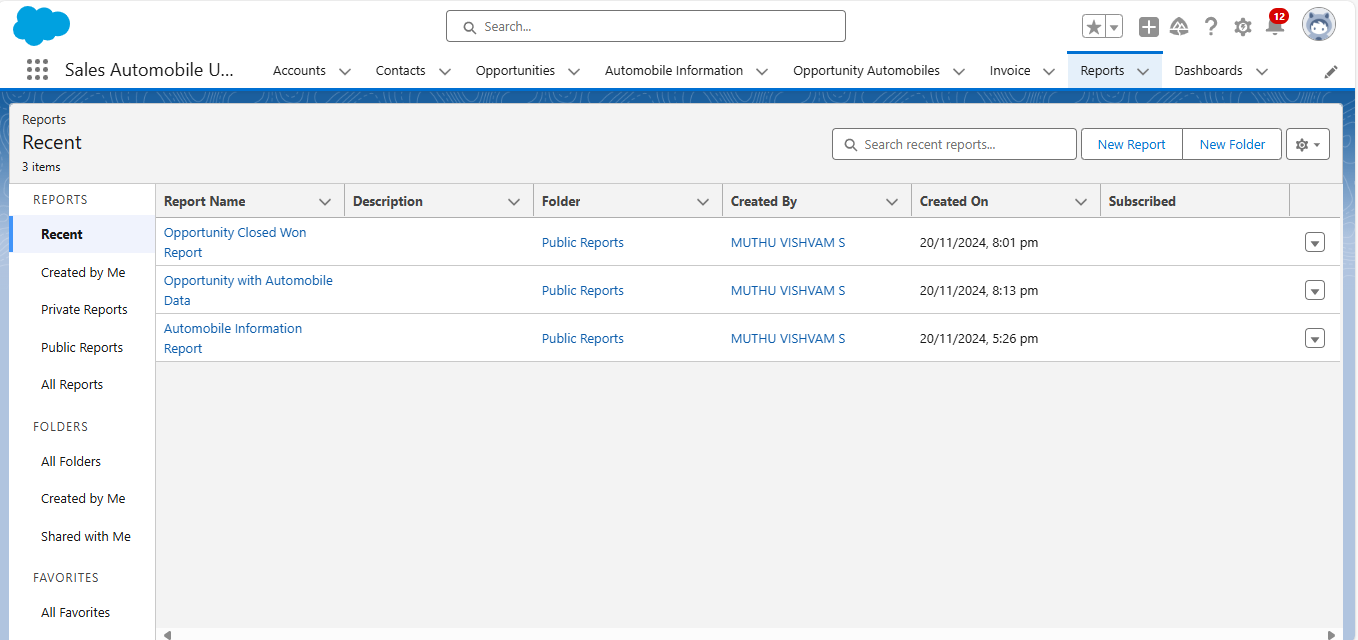 Search...
12
Sales Automobile U...
Accounts
Contacts
Opportunities
Automobile Information
Opportunity Automobiles
Invoice
Reports
Dashboards
Reports
Recent
3 items
Search recent reports...
New Report
New Folder
REPORTS
Recent
Created by Me
Private Reports
Public Reports
All Reports
FOLDERS
All Folders
Created by Me
Shared with Me
FAVORITES
All Favorites
Report Name
Description
Folder
Created By
Created On
Subscribed
Opportunity Closed Won
Report
Public Reports
MUTHU VISHVAM S
20/11/2024, 8:01 pm
Opportunity with Automobile
Data
Public Reports
MUTHU VISHVAM S
20/11/2024, 8:13 pm
Automobile Information
Report
Public Reports
MUTHU VISHVAM S
20/11/2024, 5:26 pm